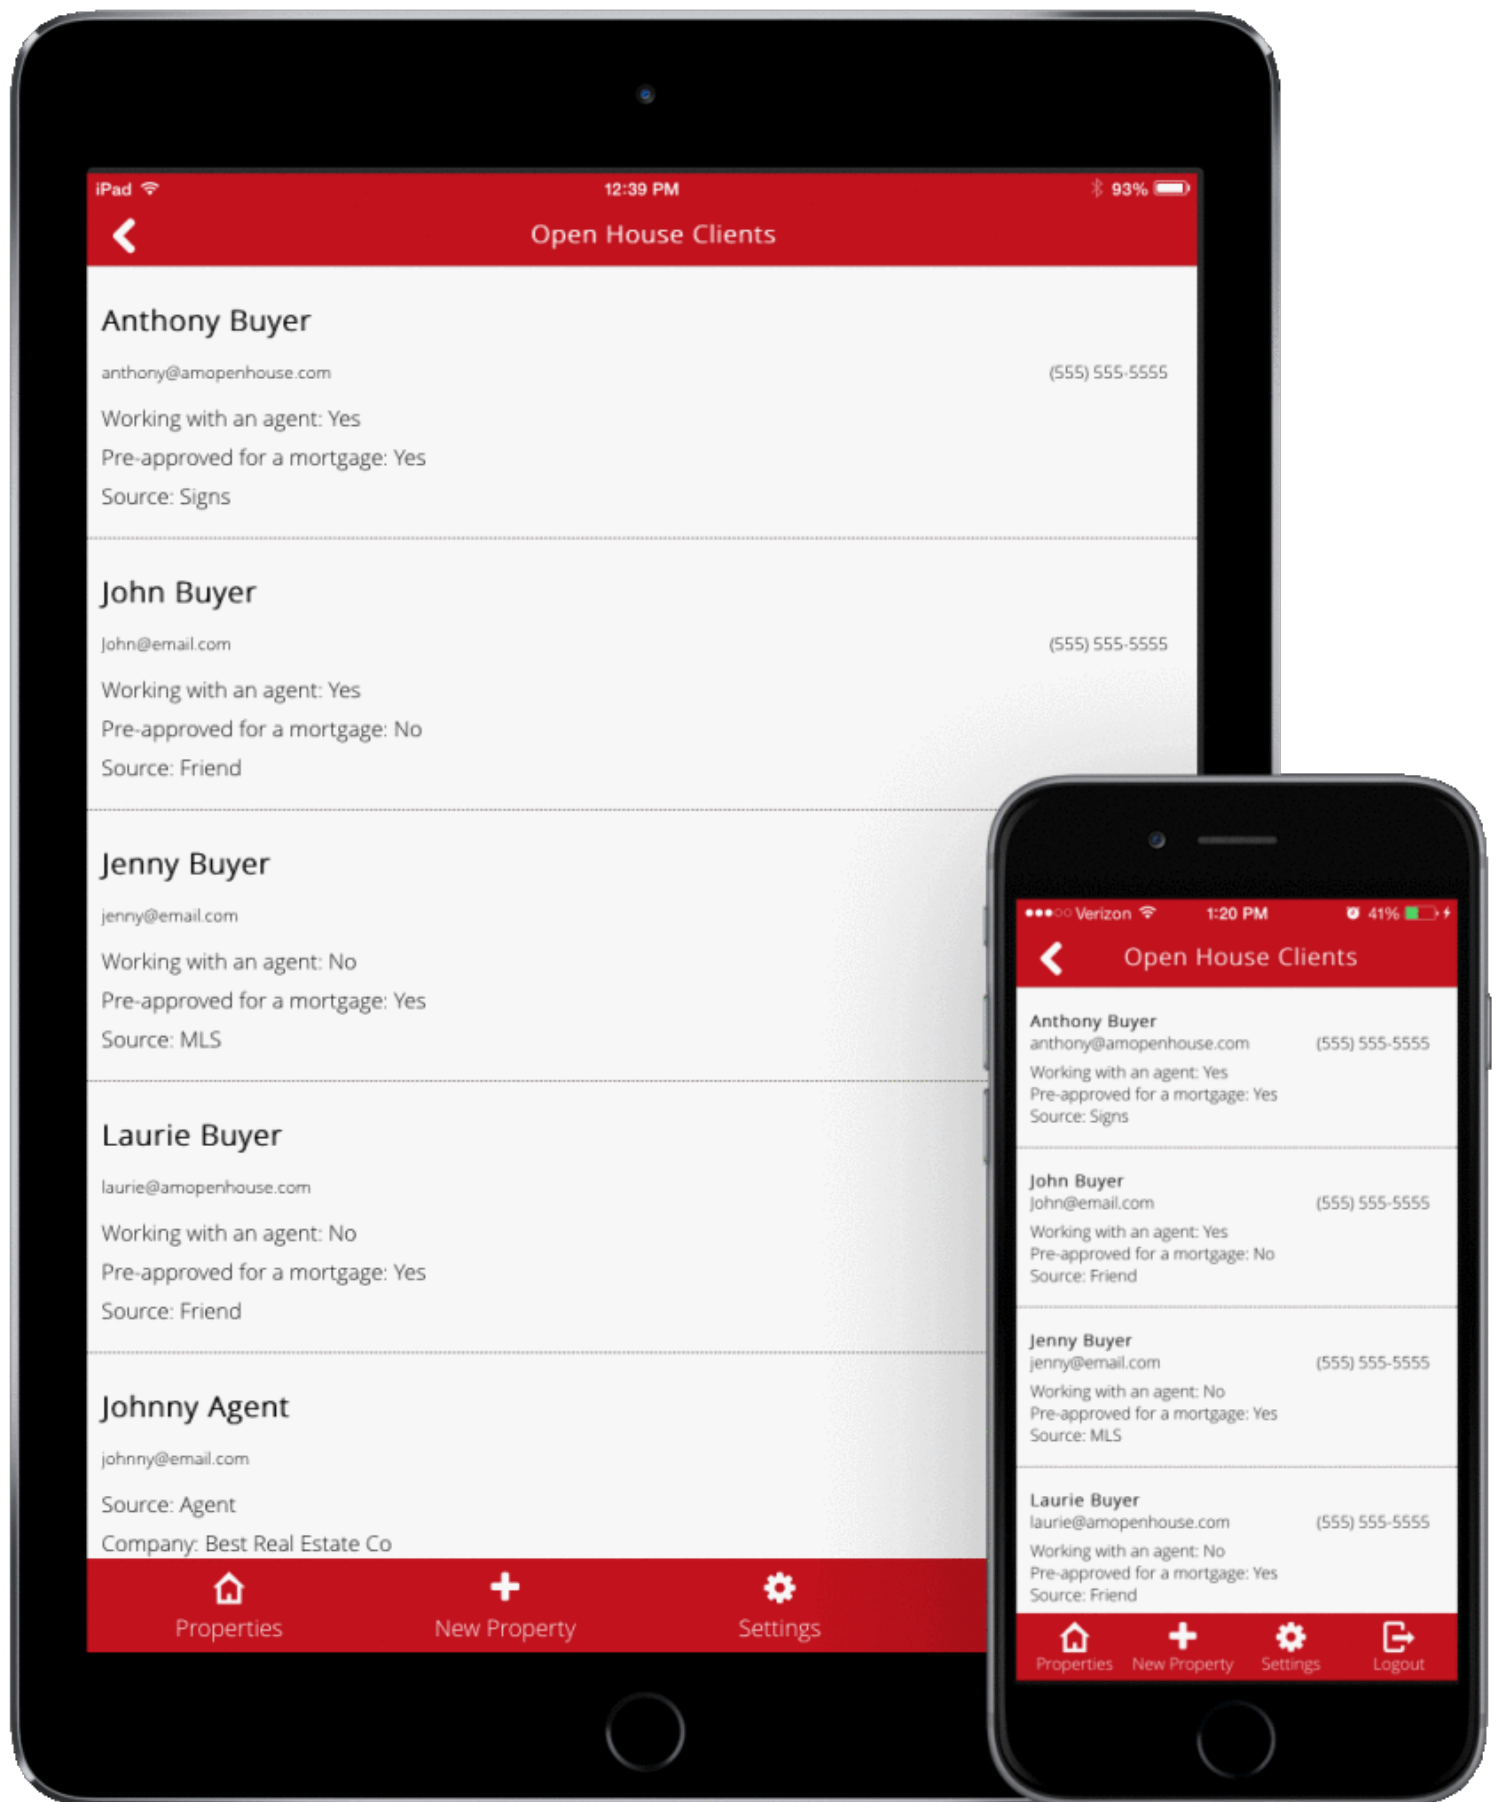 iPad 12:39 PM 93%
Open House Clients
Anthony Buyer
anthony@amopenhouse.com (555) 555-5555
Working with an agent: Yes
Pre-approved for a mortgage: Yes
Source: Signs
John Buyer
John@email.com (555) 555-5555
Working with an agent: Yes
Pre-approved for a mortgage: No
Source: Friend
Jenny Buyer
jenny@email.com
Working with an agent: No
Pre-approved for a mortgage: Yes
Source: MLS
Laurie Buyer
laurie@amopenhouse.com
Working with an agent: No
Pre-approved for a mortgage: Yes
Source: Friend
Johnny Agent
johnny@email.com
Source: Agent
Company: Best Real Estate Co
Properties New Property Settings
Verizon 1:20 PM 41%
Open House Clients
Anthony Buyer
anthony@amopenhouse.com (555) 555-5555
Working with an agent: Yes
Pre-approved for a mortgage: Yes
Source: Signs
John Buyer
John@email.com (555) 555-5555
Working with an agent: Yes
Pre-approved for a mortgage: No
Source: Friend
Jenny Buyer
jenny@email.com (555) 555-5555
Working with an agent: No
Pre-approved for a mortgage: Yes
Source: MLS
Laurie Buyer
laurie@amopenhouse.com (555) 555-5555
Working with an agent: No
Pre-approved for a mortgage: Yes
Source: Friend
Properties New Property Settings Logout